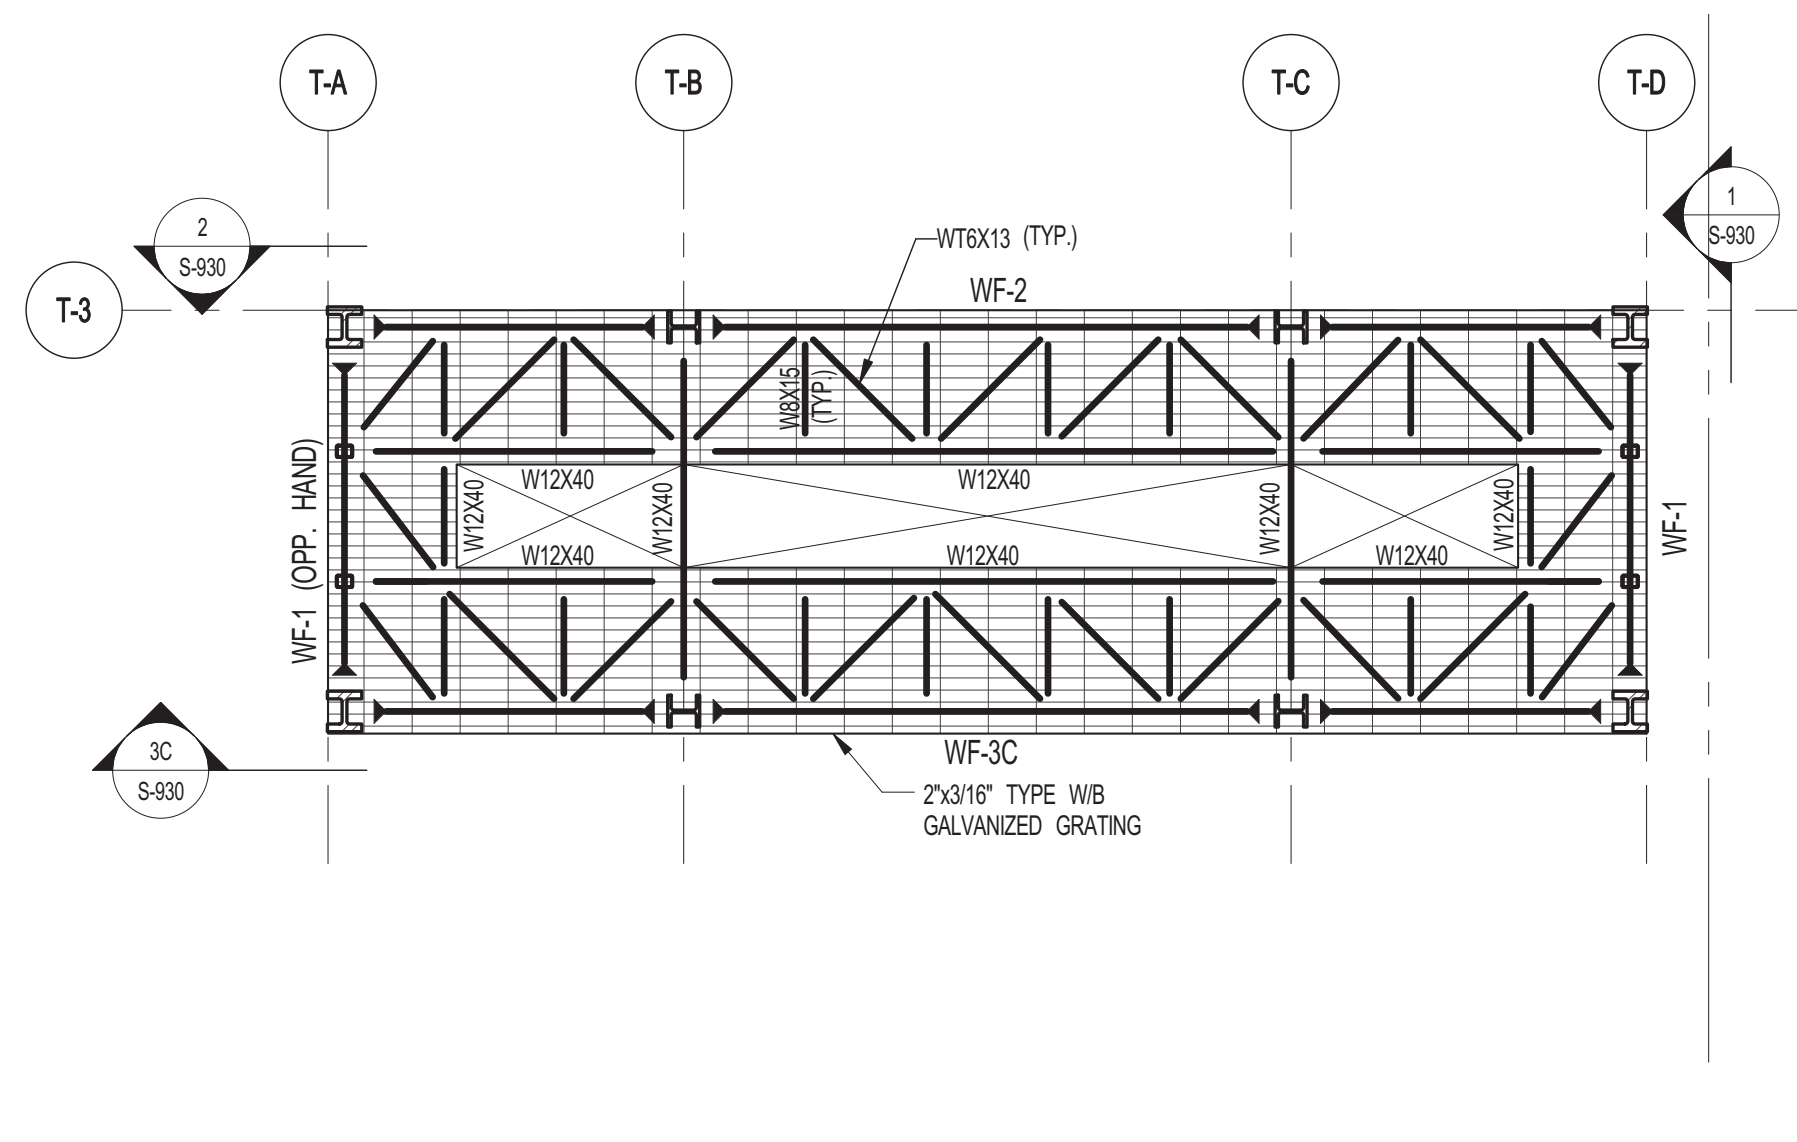 T-A
T-B
T-C
T-D
1
S-930
2
S-930
T-3
WT6X13 (TYP.)
WF-2
W8X15
(TYP.)
WF-1 (OPP. HAND)
W12X40
W12X40
W12X40
W12X40
W12X40
W12X40
W12X40
W12X40
W12X40
W12X40
WF-1
3C
S-930
WF-3C
2"x3/16" TYPE W/B
GALVANIZED GRATING